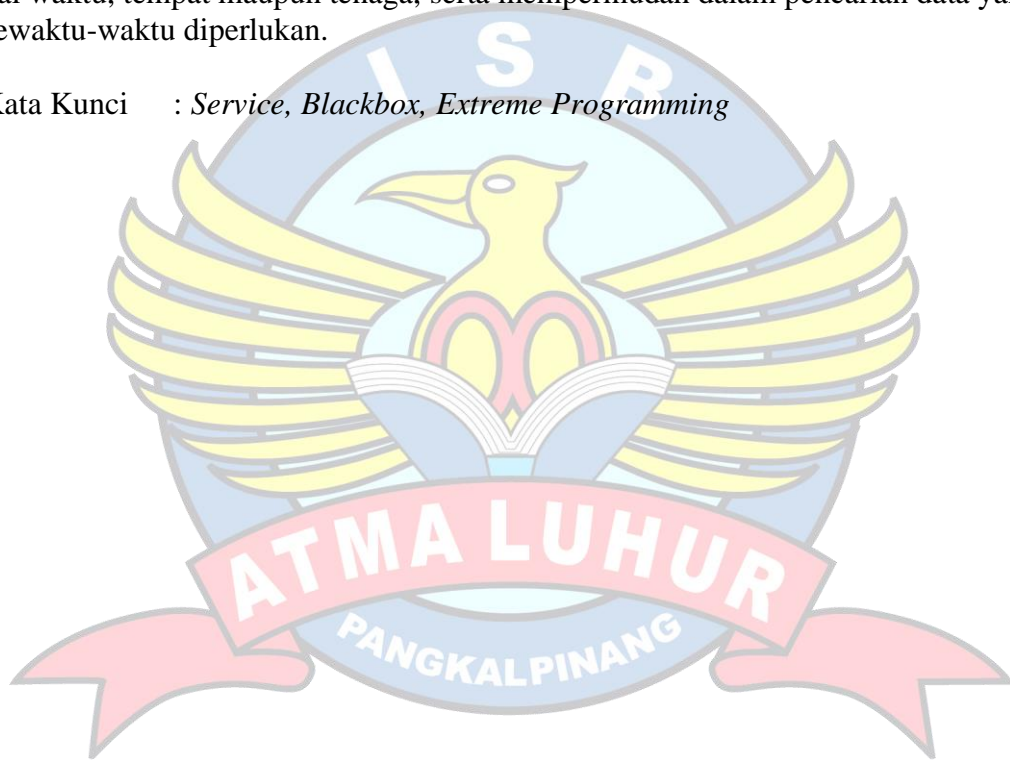 waktu, tempat maupun tenaga, serta mempermudah dalam pencarian data
ewaktu-waktu diperlukan.
Kata Kunci : Service, Blackbox, Extreme Programming
I S B
ATMA LUHUR
PANGKALPINANG